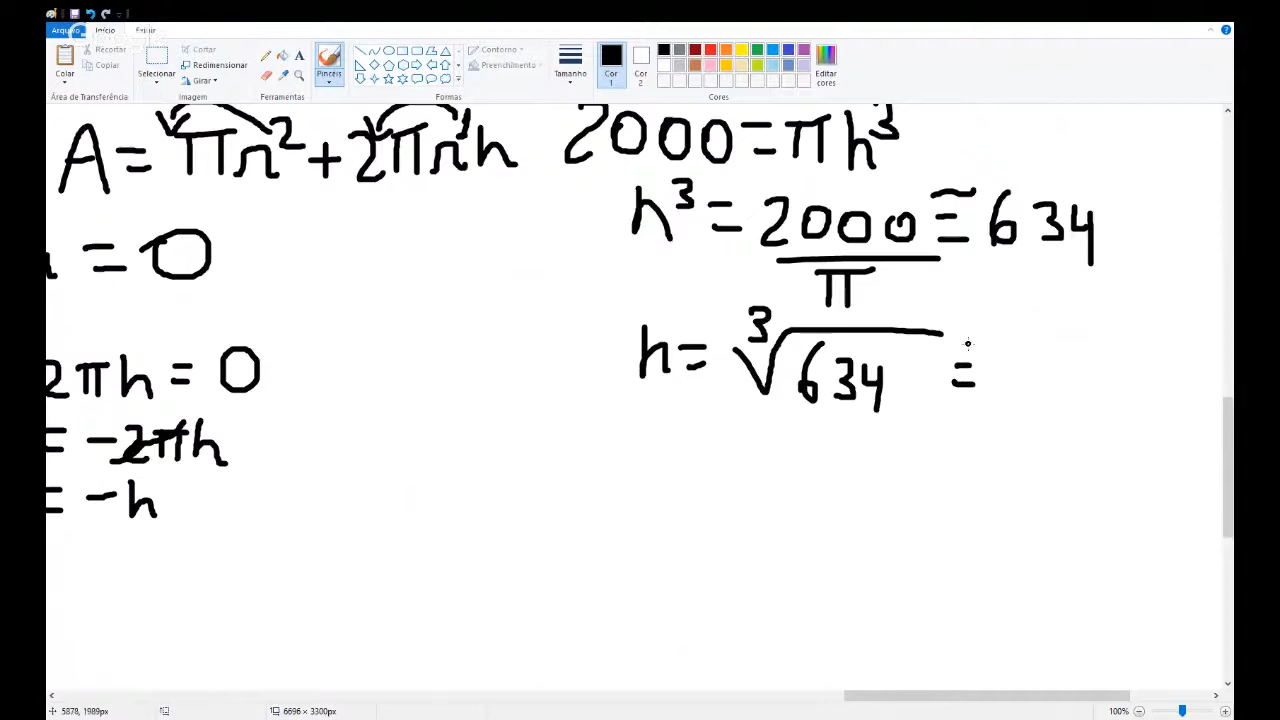 Arquivo Início Exibir
Colar
Recortar
Copiar
Área de Transferência
Selecionar
Cortar
Redimensionar
Girar
Imagem
A
Ferramentas
Pincéis
Contorno
Preenchimento
Formas
Tamanho
Cor 1
Cor 2
Editar cores
Cores
A = πr² + 2πr¹h
= 0
2πh = 0
= -2πh
= -h
2000 = πh³
h³ = 2000/π ≅ 634
h = ∛634 =
5878, 1989px
6696 × 3300px
100%